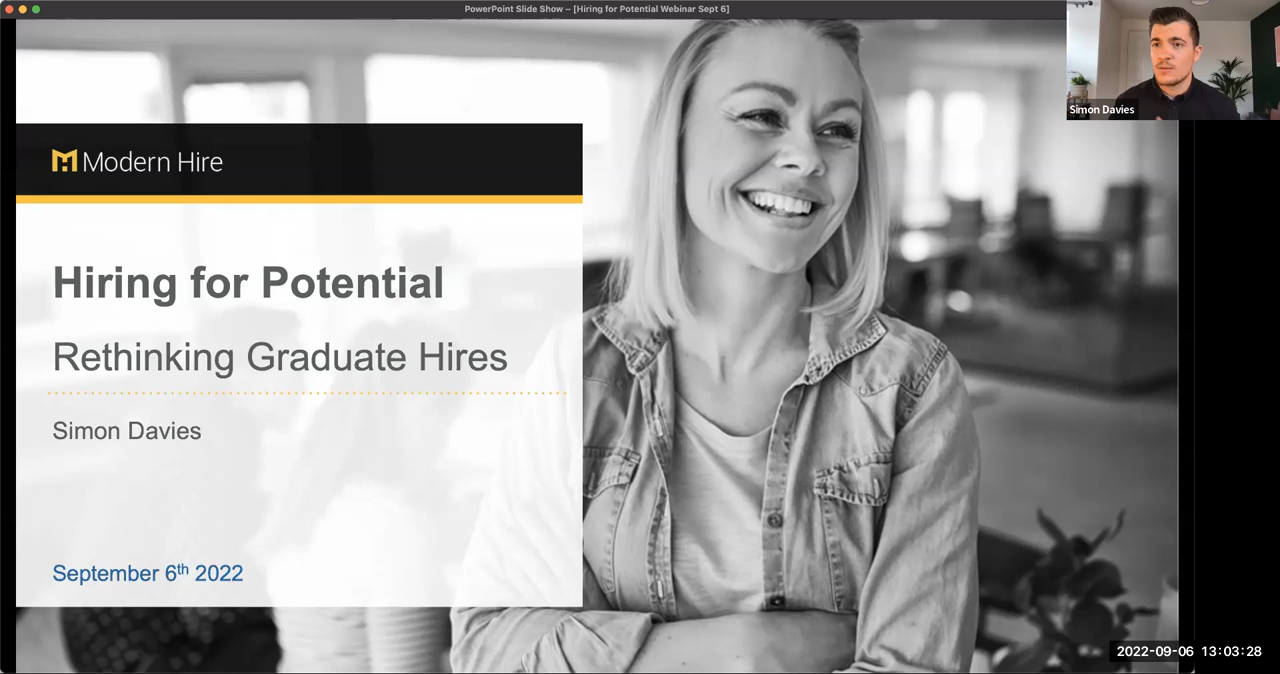 PowerPoint Slide Show – [Hiring for Potential Webinar Sept 6]
Simon Davies
Modern Hire
Hiring for Potential
Rethinking Graduate Hires
Simon Davies
September 6th 2022
2022-09-06 13:03:28